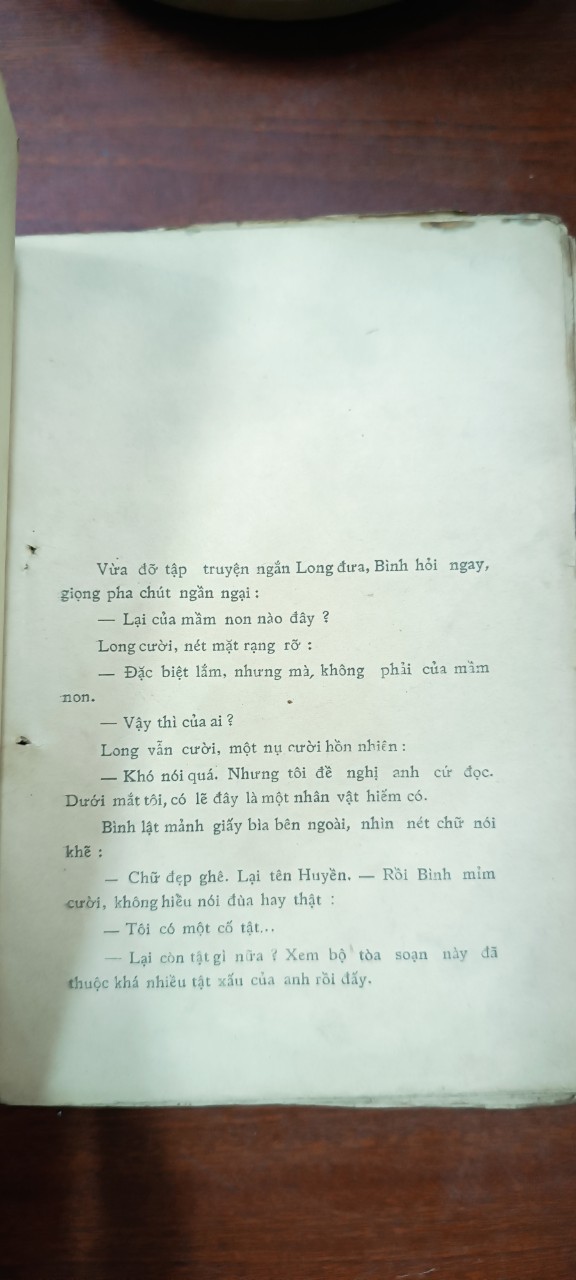 Vừa đỡ tập truyện ngắn Long đưa, Bình hỏi ngay,
giọng pha chút ngần ngại :
— Lại của mầm non nào đây ?
Long cười, nét mặt rạng rỡ :
— Đặc biệt lắm, nhưng mà, không phải của mầm
non.
— Vậy thì của ai ?
Long vẫn cười, một nụ cười hồn nhiên :
— Khó nói quá. Nhưng tôi đề nghị anh cứ đọc.
Dưới mắt tôi, có lẽ đây là một nhân vật hiếm có.
Bình lật mảnh giấy bìa bên ngoài, nhìn nét chữ nói
khẽ :
— Chữ đẹp ghê. Lại tên Huyền. — Rồi Bình mỉm
cười, không hiểu nói đùa hay thật :
— Tôi có một cố tật...
— Lại còn tật gì nữa ? Xem bộ tòa soạn này đã
thuộc khá nhiều tật xấu của anh rồi đấy.